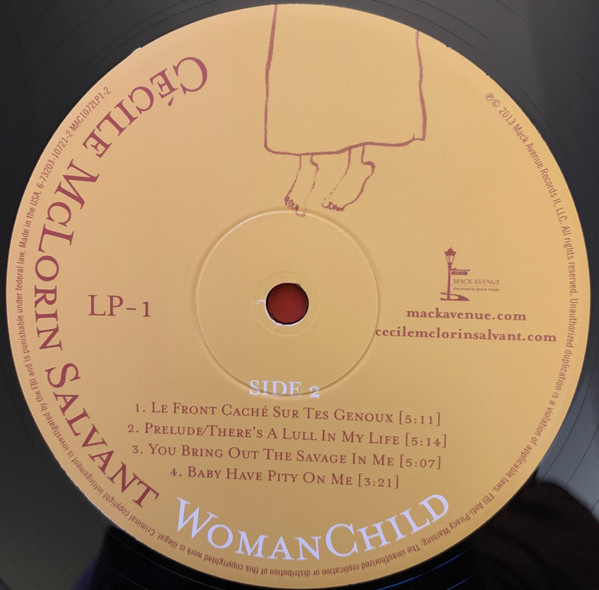 CÉCILE MCLORIN SALVANT
WOMANCHILD
LP-1
MACK AVENUE
mackavenue.com
cecilemclorinsalvant.com
SIDE 2
1. LE FRONT CACHÉ SUR TES GENOUX [5:11]
2. PRELUDE/THERE'S A LULL IN MY LIFE [5:14]
3. YOU BRING OUT THE SAVAGE IN ME [5:07]
4. BABY HAVE PITY ON ME [3:21]
℗© 2013 Mack Avenue Records II, LLC. All rights reserved. Unauthorized duplication is a violation of applicable laws. FBI Anti-Piracy Warning: The unauthorized replication or distribution of this copyrighted work is illegal. Criminal copyright infringement is investigated by the FBI and is punishable under federal law. Made in the USA. 6-73203-10721-2 MAC1072LP1-2